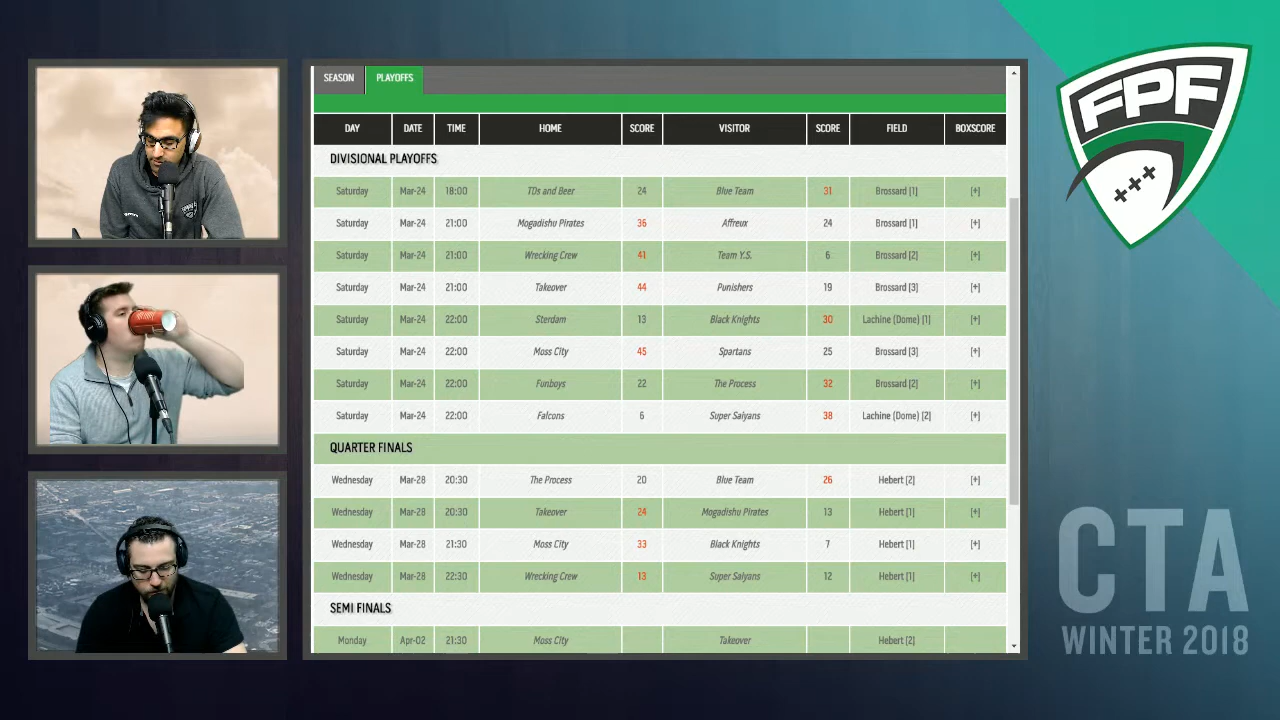 SEASON PLAYOFFS
DAY DATE TIME HOME SCORE VISITOR SCORE FIELD BOXSCORE
DIVISIONAL PLAYOFFS
Saturday Mar-24 18:00 TDs and Beer 24 Blue Team 31 Brossard [1] [+]
Saturday Mar-24 21:00 Mogadishu Pirates 36 Affreux 24 Brossard [1] [+]
Saturday Mar-24 21:00 Wrecking Crew 41 Team Y.S. 6 Brossard [2] [+]
Saturday Mar-24 21:00 Takeover 44 Punishers 19 Brossard [3] [+]
Saturday Mar-24 22:00 Sterdam 13 Black Knights 30 Lachine (Dome) [1] [+]
Saturday Mar-24 22:00 Moss City 45 Spartans 25 Brossard [3] [+]
Saturday Mar-24 22:00 Funboys 22 The Process 32 Brossard [2] [+]
Saturday Mar-24 22:00 Falcons 6 Super Saiyans 38 Lachine (Dome) [2] [+]
QUARTER FINALS
Wednesday Mar-28 20:30 The Process 20 Blue Team 26 Hebert [2] [+]
Wednesday Mar-28 20:30 Takeover 24 Mogadishu Pirates 13 Hebert [1] [+]
Wednesday Mar-28 21:30 Moss City 33 Black Knights 7 Hebert [1] [+]
Wednesday Mar-28 22:30 Wrecking Crew 13 Super Saiyans 12 Hebert [1] [+]
SEMI FINALS
Monday Apr-02 21:30 Moss City Takeover Hebert [2]
FPF
CTA
WINTER 2018